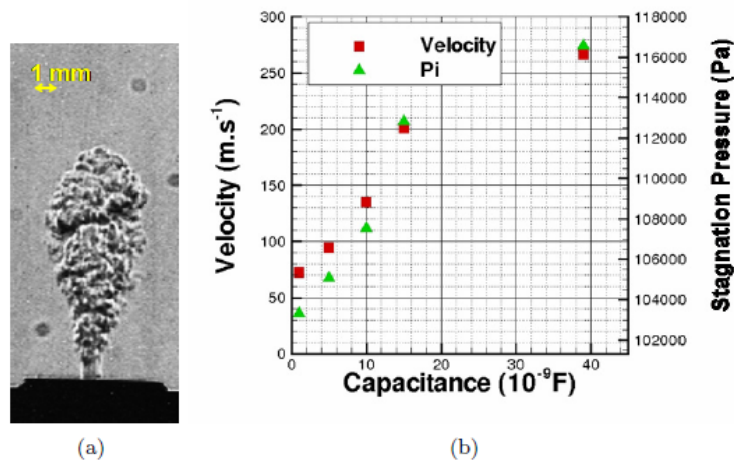 1 mm
(a)
300
250
200
150
100
50
0
Velocity (m.s⁻¹)
Velocity
Pi
118000
116000
114000
112000
110000
108000
106000
104000
102000
Stagnation Pressure (Pa)
0
10
20
30
40
Capacitance (10⁻⁹F)
(b)